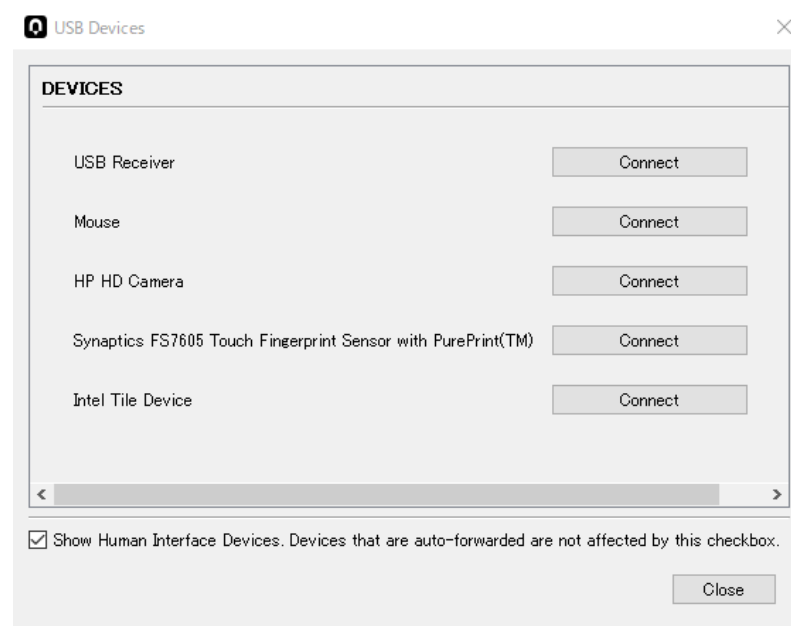 USB Devices
DEVICES
USB Receiver Connect
Mouse Connect
HP HD Camera Connect
Synaptics FS7605 Touch Fingerprint Sensor with PurePrint(TM) Connect
Intel Tile Device Connect
Show Human Interface Devices. Devices that are auto-forwarded are not affected by this checkbox.
Close